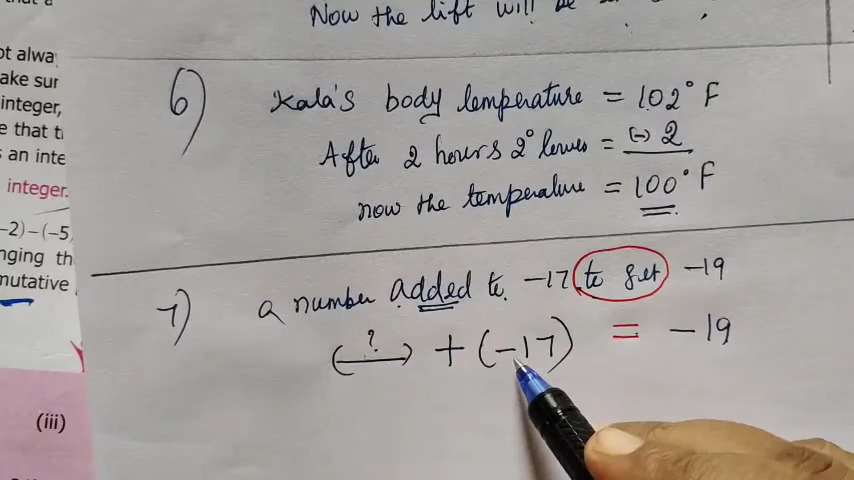 Now the lift will be
ot alwa
ake sur
integer,
e that t
s an inte
integer.
-2)-(-5
nging th
mutative
(iii)
6) Kala's body temperature = 102° F
After 2 hours 2° lowes = (-) 2
now the temperature = 100° F
7) a number added to -17 to get -19
( ? ) + (-17) = -19